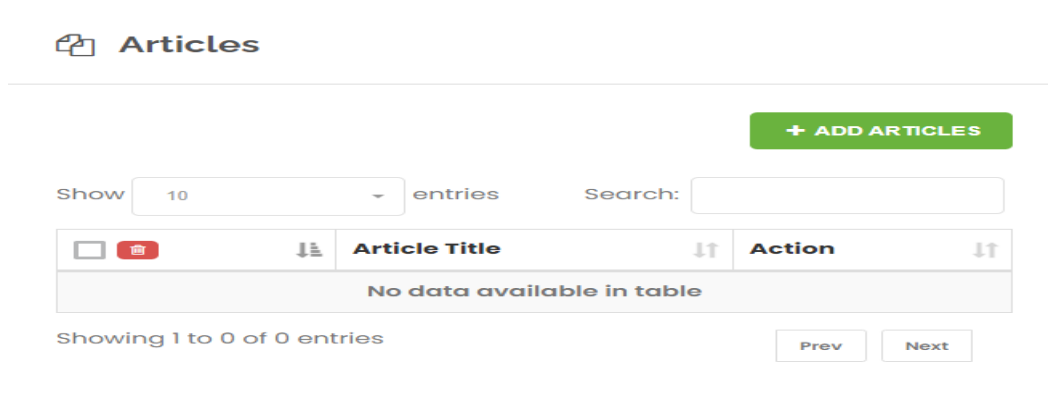 Articles
+ ADD ARTICLES
Show 10 entries Search:
Article Title Action
No data available in table
Showing 1 to 0 of 0 entries
Prev Next